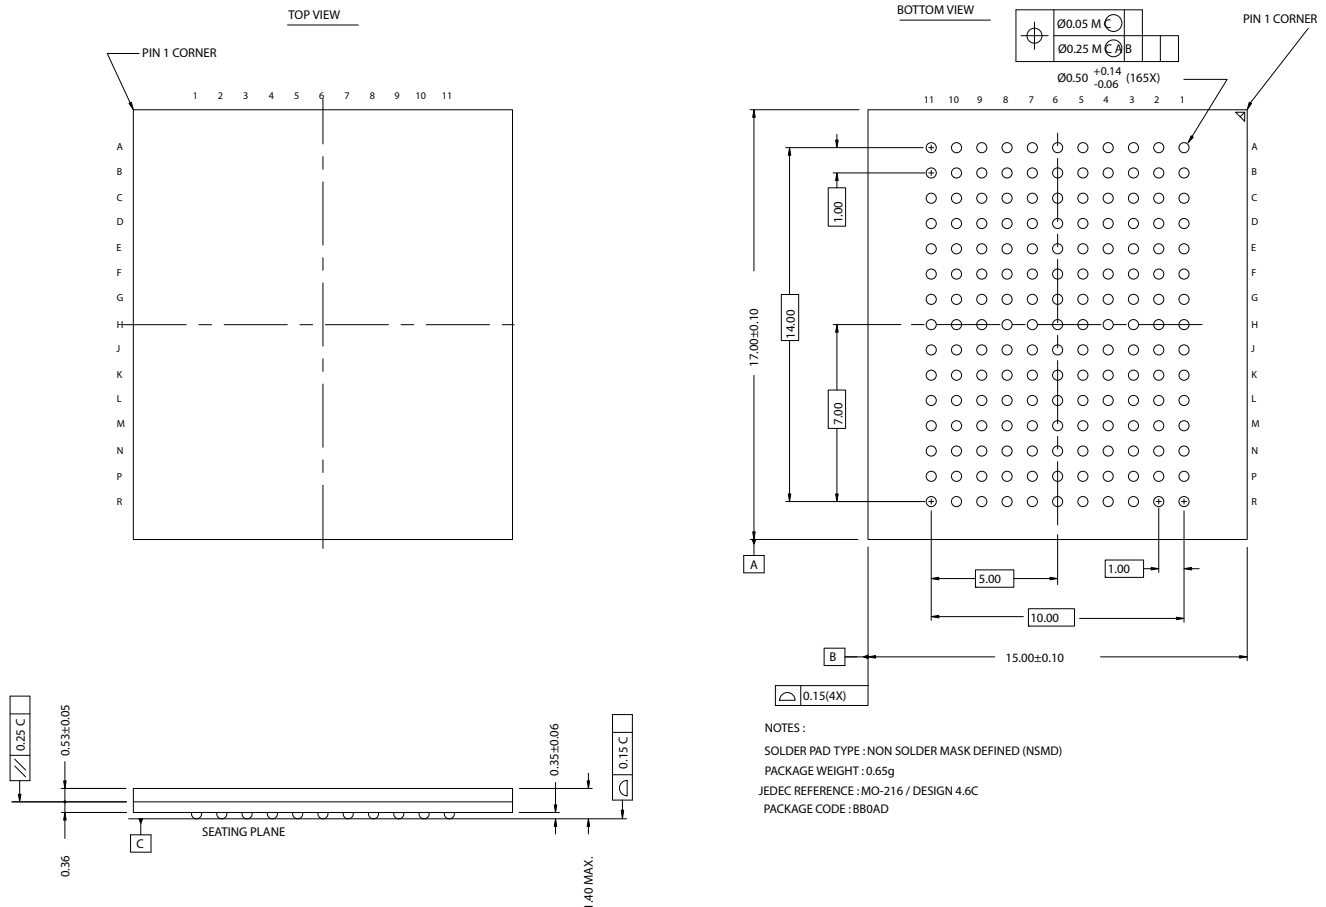 TOP VIEW
PIN 1 CORNER
1 2 3 4 5 6 7 8 9 10 11
A
B
C
D
E
F
G
H
J
K
L
M
N
P
R
BOTTOM VIEW
PIN 1 CORNER
Ø0.05 M C
Ø0.25 M C A B
Ø0.50 +0.14 -0.06 (165X)
11 10 9 8 7 6 5 4 3 2 1
A
B
C
D
E
F
G
H
J
K
L
M
N
P
R
1.00
14.00
17.00±0.10
7.00
A
5.00
1.00
10.00
B
15.00±0.10
0.15(4X)
0.25 C
0.53±0.05
0.35±0.06
0.15 C
SEATING PLANE
C
0.36
1.40 MAX.
NOTES :
SOLDER PAD TYPE : NON SOLDER MASK DEFINED (NSMD)
PACKAGE WEIGHT : 0.65g
JEDEC REFERENCE : MO-216 / DESIGN 4.6C
PACKAGE CODE : BB0AD